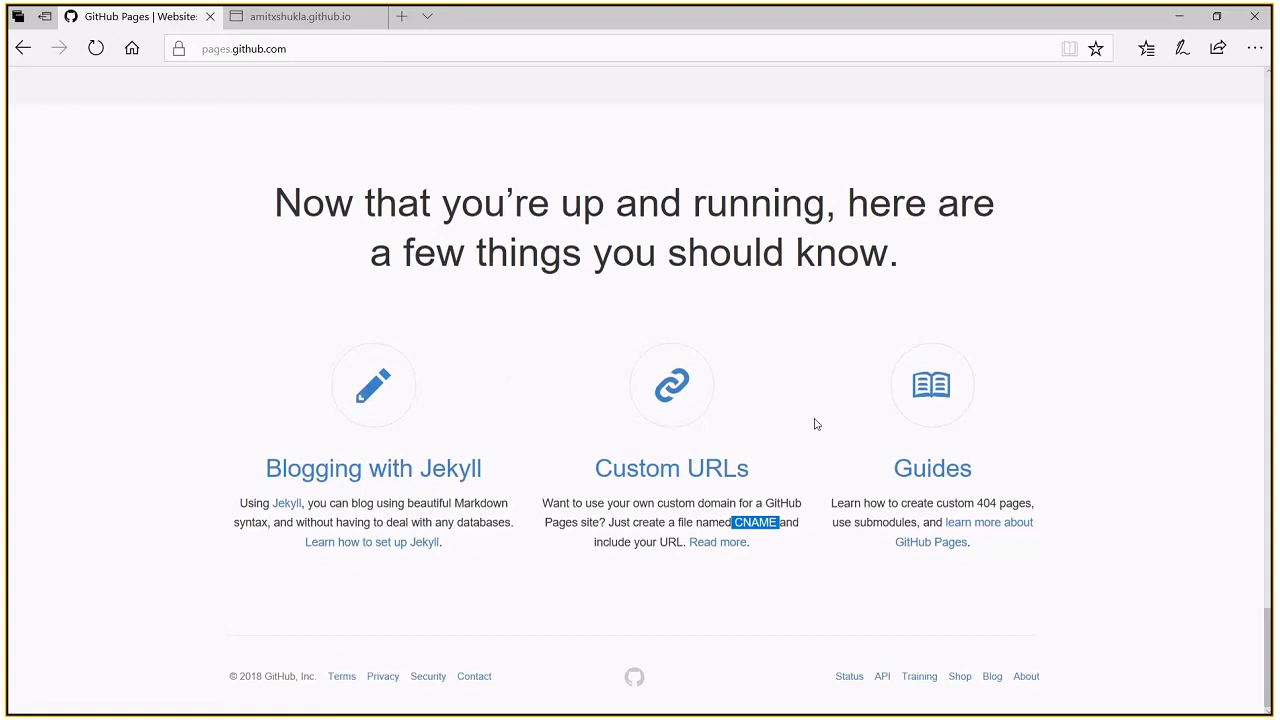 GitHub Pages | Website:
amitxshukla.github.io
pages.github.com
Now that you’re up and running, here are
a few things you should know.
Blogging with Jekyll
Using Jekyll, you can blog using beautiful Markdown
syntax, and without having to deal with any databases.
Learn how to set up Jekyll.
Custom URLs
Want to use your own custom domain for a GitHub
Pages site? Just create a file named CNAME and
include your URL. Read more.
Guides
Learn how to create custom 404 pages,
use submodules, and learn more about
GitHub Pages.
© 2018 GitHub, Inc. Terms Privacy Security Contact
Status API Training Shop Blog About